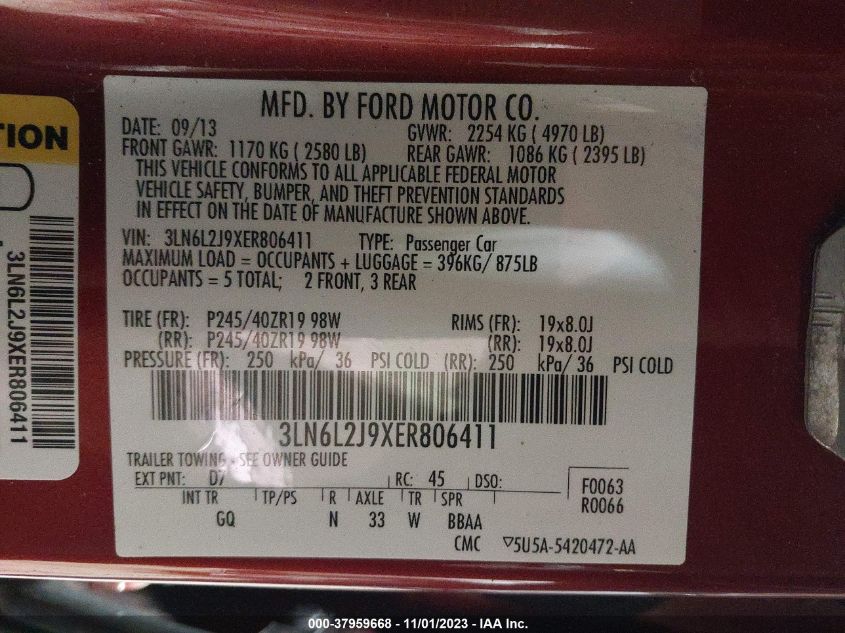 MFD. BY FORD MOTOR CO.
DATE: 09/13 GVWR: 2254 KG ( 4970 LB)
FRONT GAWR: 1170 KG ( 2580 LB) REAR GAWR: 1086 KG ( 2395 LB)
THIS VEHICLE CONFORMS TO ALL APPLICABLE FEDERAL MOTOR
VEHICLE SAFETY, BUMPER, AND THEFT PREVENTION STANDARDS
IN EFFECT ON THE DATE OF MANUFACTURE SHOWN ABOVE.
VIN: 3LN6L2J9XER806411 TYPE: Passenger Car
MAXIMUM LOAD = OCCUPANTS + LUGGAGE = 396KG/ 875LB
OCCUPANTS = 5 TOTAL; 2 FRONT, 3 REAR
TIRE (FR): P245/40ZR19 98W RIMS (FR): 19x8.0J
(RR): P245/40ZR19 98W (RR): 19x8.0J
PRESSURE (FR): 250 kPa/ 36 PSI COLD (RR): 250 kPa/ 36 PSI COLD
3LN6L2J9XER806411
TRAILER TOWING - SEE OWNER GUIDE
EXT PNT: D7 RC: 45 DSO: F0063
INT TR TP/PS R AXLE TR SPR R0066
GQ N 33 W BBAA
CMC ▽5U5A-5420472-AA
TION
3LN6L2J9XER806411
000-37959668 - 11/01/2023 - IAA Inc.